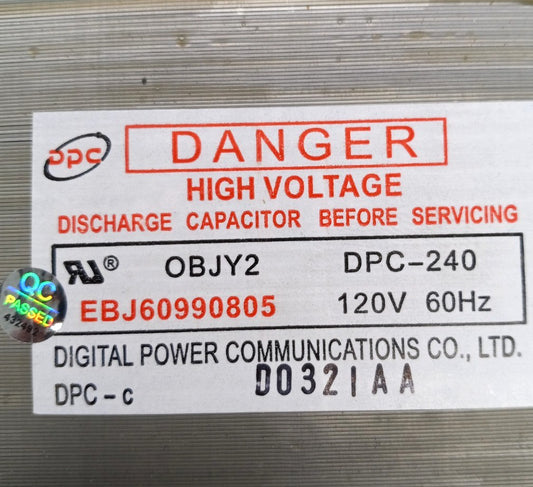 DPC
DANGER
HIGH VOLTAGE
DISCHARGE CAPACITOR BEFORE SERVICING
RU® OBJY2 DPC-240
EBJ60990805 120V 60Hz
QC
PASSED
DIGITAL POWER COMMUNICATIONS CO., LTD.
DPC-c D0321AA